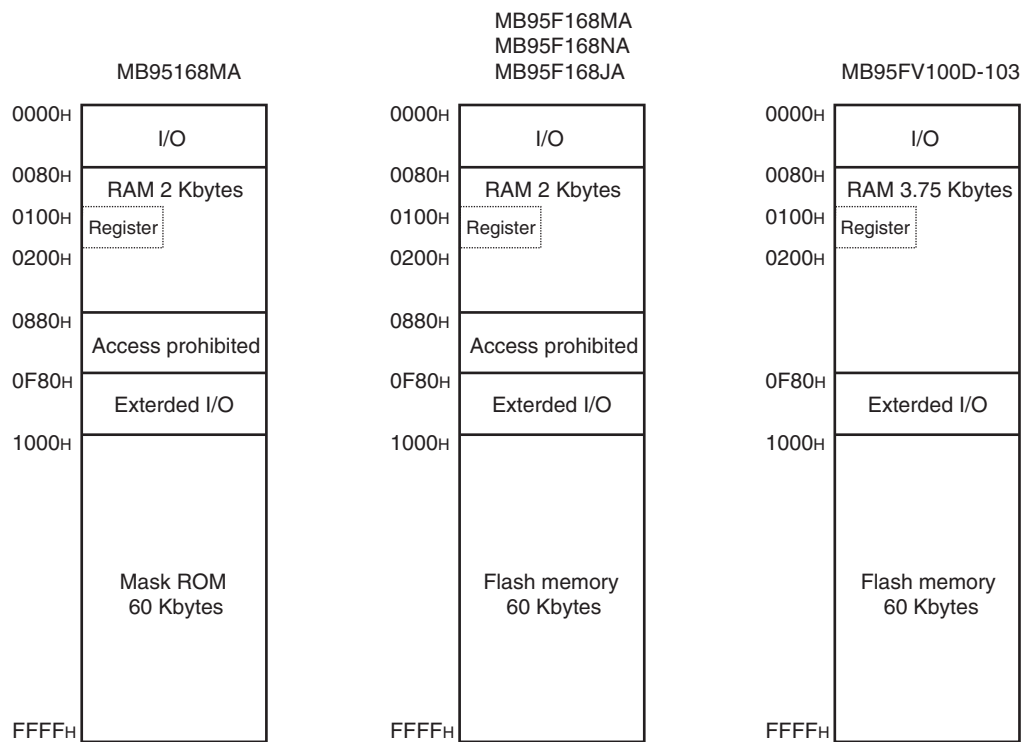 MB95168MA
0000H
I/O
0080H
RAM 2 Kbytes
0100H
Register
0200H
0880H
Access prohibited
0F80H
Exterded I/O
1000H
Mask ROM
60 Kbytes
FFFFH
MB95F168MA
MB95F168NA
MB95F168JA
0000H
I/O
0080H
RAM 2 Kbytes
0100H
Register
0200H
0880H
Access prohibited
0F80H
Exterded I/O
1000H
Flash memory
60 Kbytes
FFFFH
MB95FV100D-103
0000H
I/O
0080H
RAM 3.75 Kbytes
0100H
Register
0200H
0F80H
Exterded I/O
1000H
Flash memory
60 Kbytes
FFFFH